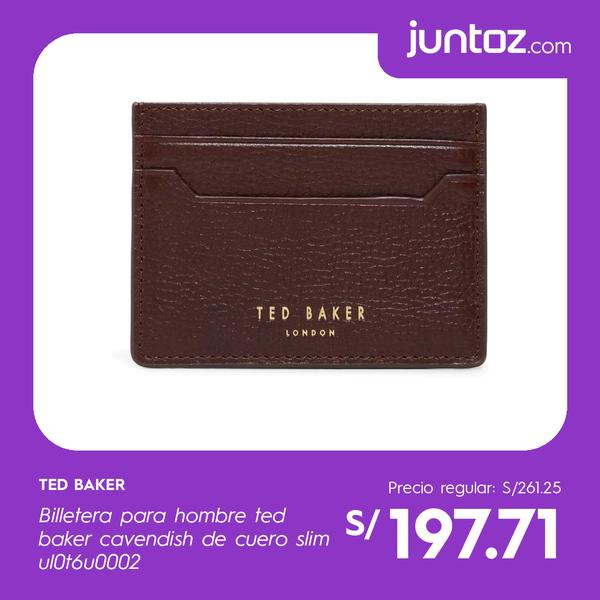 juntoz.com
TED BAKER
LONDON
TED BAKER
Billetera para hombre ted
baker cavendish de cuero slim
ul0t6u0002
Precio regular: S/261.25
S/197.71